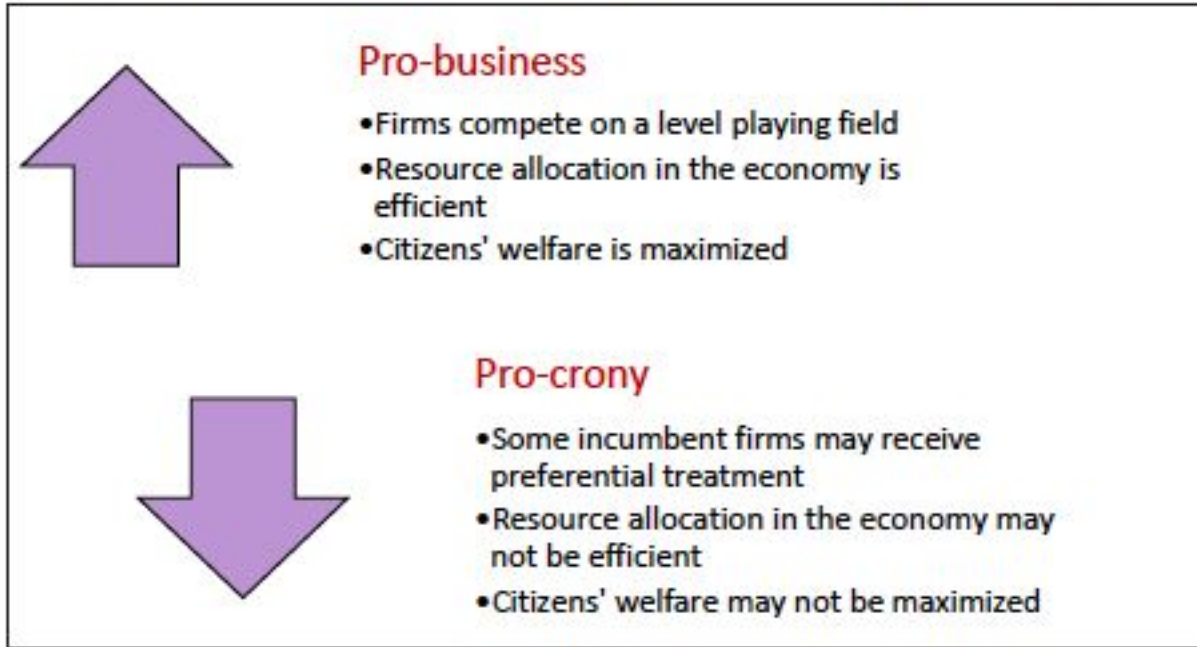 Pro-business
•Firms compete on a level playing field
•Resource allocation in the economy is
efficient
•Citizens' welfare is maximized
Pro-crony
•Some incumbent firms may receive
preferential treatment
•Resource allocation in the economy may
not be efficient
•Citizens' welfare may not be maximized